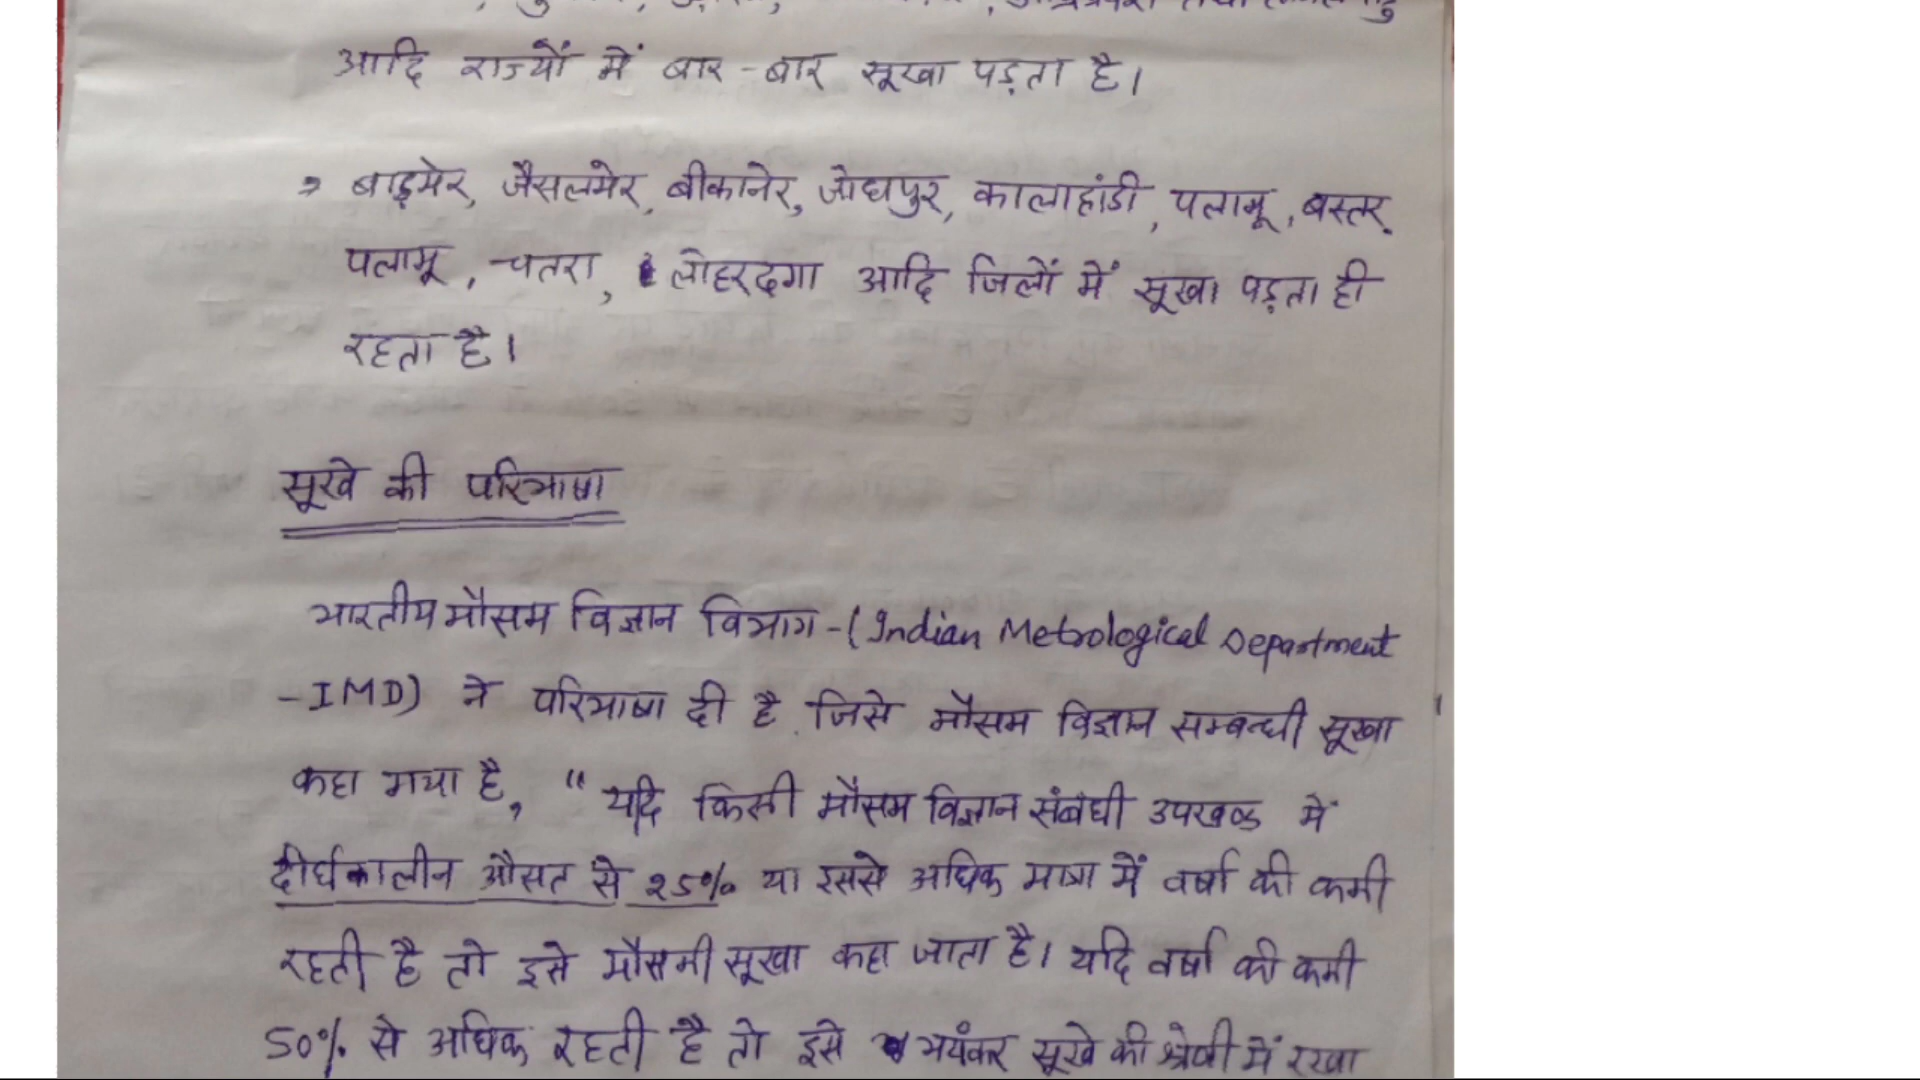 आदि राज्यों में बार-बार सूखा पड़ता है।
→ बाड़मेर, जैसलमेर, बीकानेर, जोधपुर, कालाहांडी, पलामू, बस्तर,
पलामू, चतरा, लोहरदगा आदि जिलों में सूखा पड़ता ही
रहता है।
सूखे की परिभाषा
भारतीय मौसम विज्ञान विभाग-(Indian Metrological Department
-IMD) ने परिभाषा दी है जिसे मौसम विज्ञान सम्बन्धी सूखा
कहा गया है, "यदि किसी मौसम विज्ञान संबंधी उपखण्ड में
दीर्घकालीन औसत से 25% या इससे अधिक मात्रा में वर्षा की कमी
रहती है तो इसे मौसमी सूखा कहा जाता है। यदि वर्षा की कमी
50% से अधिक रहती है तो इसे भयंकर सूखे की श्रेणी में रखा